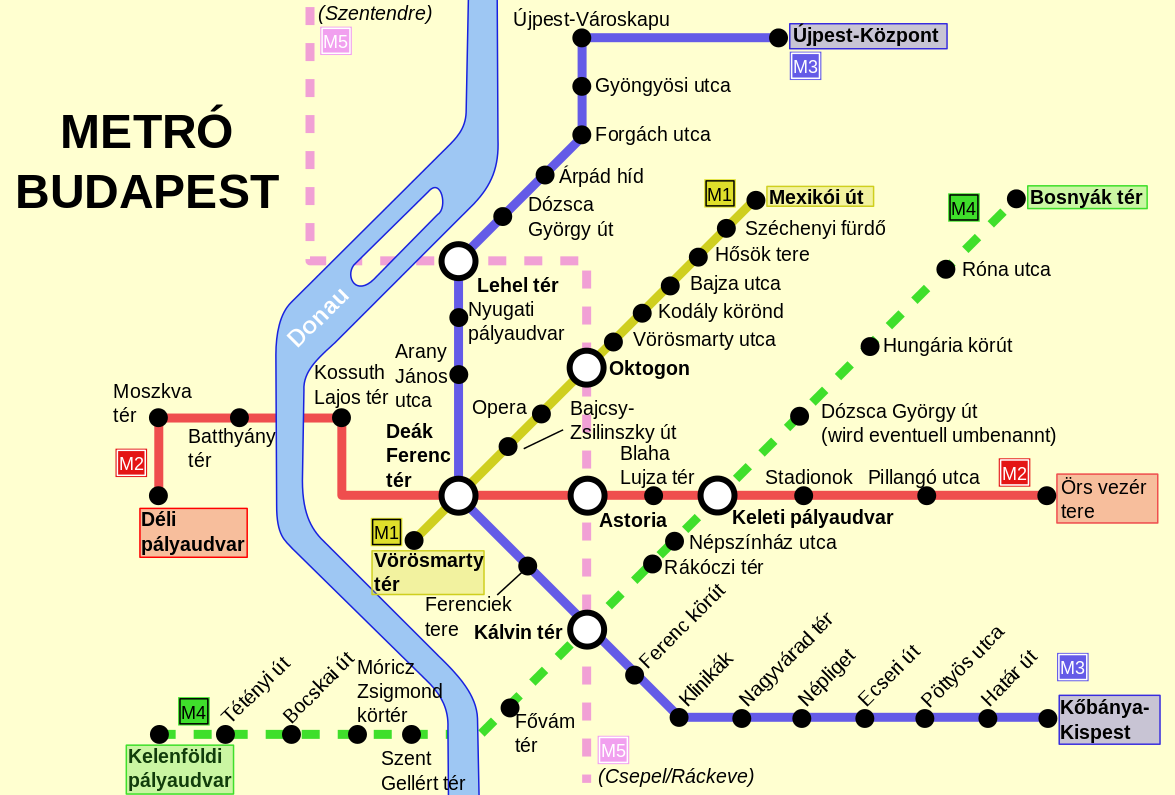 (Szentendre)
M5
METRÓ
BUDAPEST
Újpest-Városkapu
Újpest-Központ
M3
Gyöngyösi utca
Forgách utca
Árpád híd
Dózsca
György út
M1
Mexikói út
M4
Bosnyák tér
Széchenyi fürdő
Hősök tere
Róna utca
Bajza utca
Lehel tér
Donau
Nyugati
pályaudvar
Kodály körönd
Vörösmarty utca
Hungária körút
Arany
János
utca
Oktogon
Kossuth
Lajos tér
Moszkva
tér
Batthyány
tér
Opera
Bajcsy-
Zsilinszky út
Dózsca György út
(wird eventuell umbenannt)
Deák
Ferenc
tér
Blaha
Lujza tér
M2
Stadionok
Pillangó utca
M2
Örs vezér
tere
Déli
pályaudvar
Astoria
Keleti pályaudvar
M1
Vörösmarty
tér
Népszínház utca
Rákóczi tér
Ferenciek
tere
Kálvin tér
Ferenc körút
Klinikák
Nagyvárad tér
Népliget
Ecseri út
Pöttyös utca
Határ út
M3
Kőbánya-
Kispest
M4
Tétényi út
Bocskai út
Móricz
Zsigmond
körtér
Fővám
tér
Kelenföldi
pályaudvar
Szent
Gellért tér
M5
(Csepel/Ráckeve)